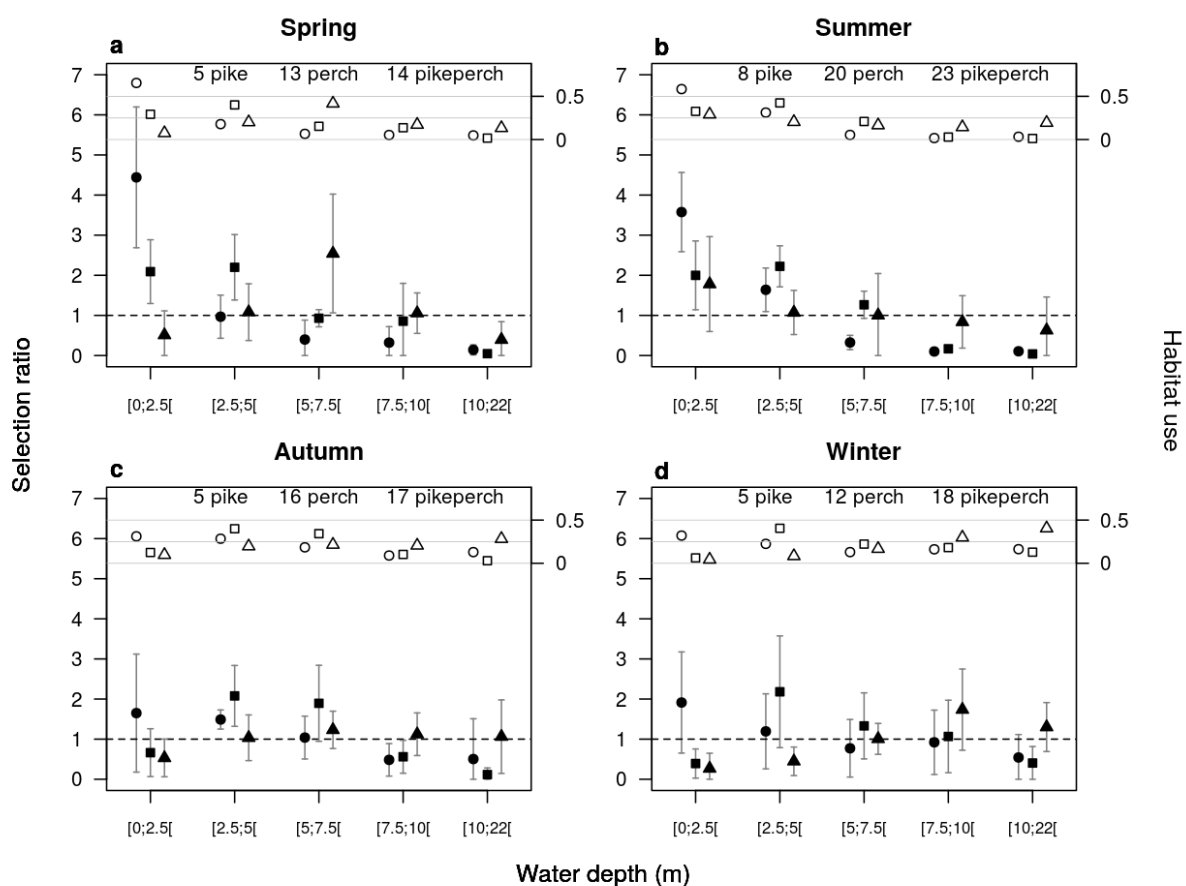 Spring
a
5 pike 13 perch 14 pikeperch
7
6
5
4
3
2
1
0
0.5
0
[0;2.5[ [2.5;5[ [5;7.5[ [7.5;10[ [10;22[
Summer
b
8 pike 20 perch 23 pikeperch
7
6
5
4
3
2
1
0
0.5
0
[0;2.5[ [2.5;5[ [5;7.5[ [7.5;10[ [10;22[
Autumn
c
5 pike 16 perch 17 pikeperch
7
6
5
4
3
2
1
0
0.5
0
[0;2.5[ [2.5;5[ [5;7.5[ [7.5;10[ [10;22[
Winter
d
5 pike 12 perch 18 pikeperch
7
6
5
4
3
2
1
0
0.5
0
[0;2.5[ [2.5;5[ [5;7.5[ [7.5;10[ [10;22[
Selection ratio
Habitat use
Water depth (m)